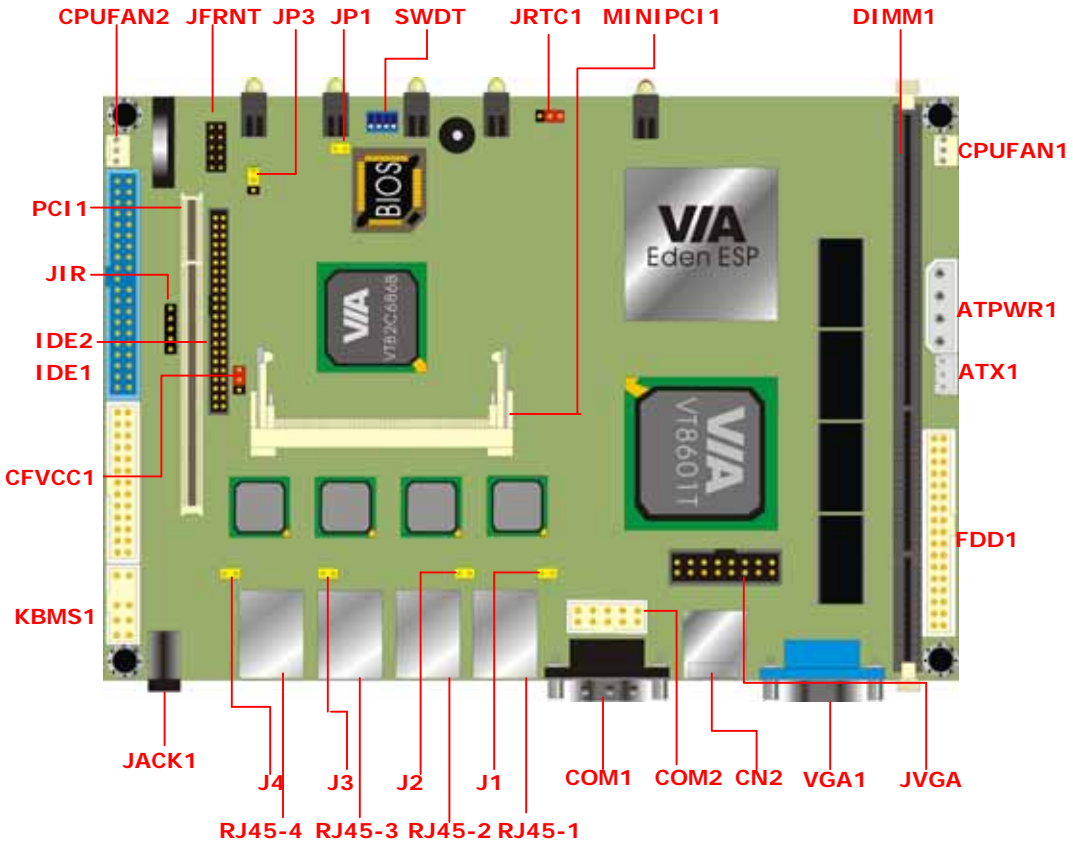 CPUFAN2 JFRNT JP3 JP1 SWDT JRTC1 MINIPCI1 DIMM1
CPUFAN1
BIOS
PCI1
VIA
Eden ESP
JIR
VIA
VT82C686B
ATPWR1
IDE2
IDE1
ATX1
VIA
VT8601T
CFVCC1
FDD1
KBMS1
JACK1
J4 J3 J2 J1 COM1 COM2 CN2 VGA1 JVGA
RJ45-4 RJ45-3 RJ45-2 RJ45-1